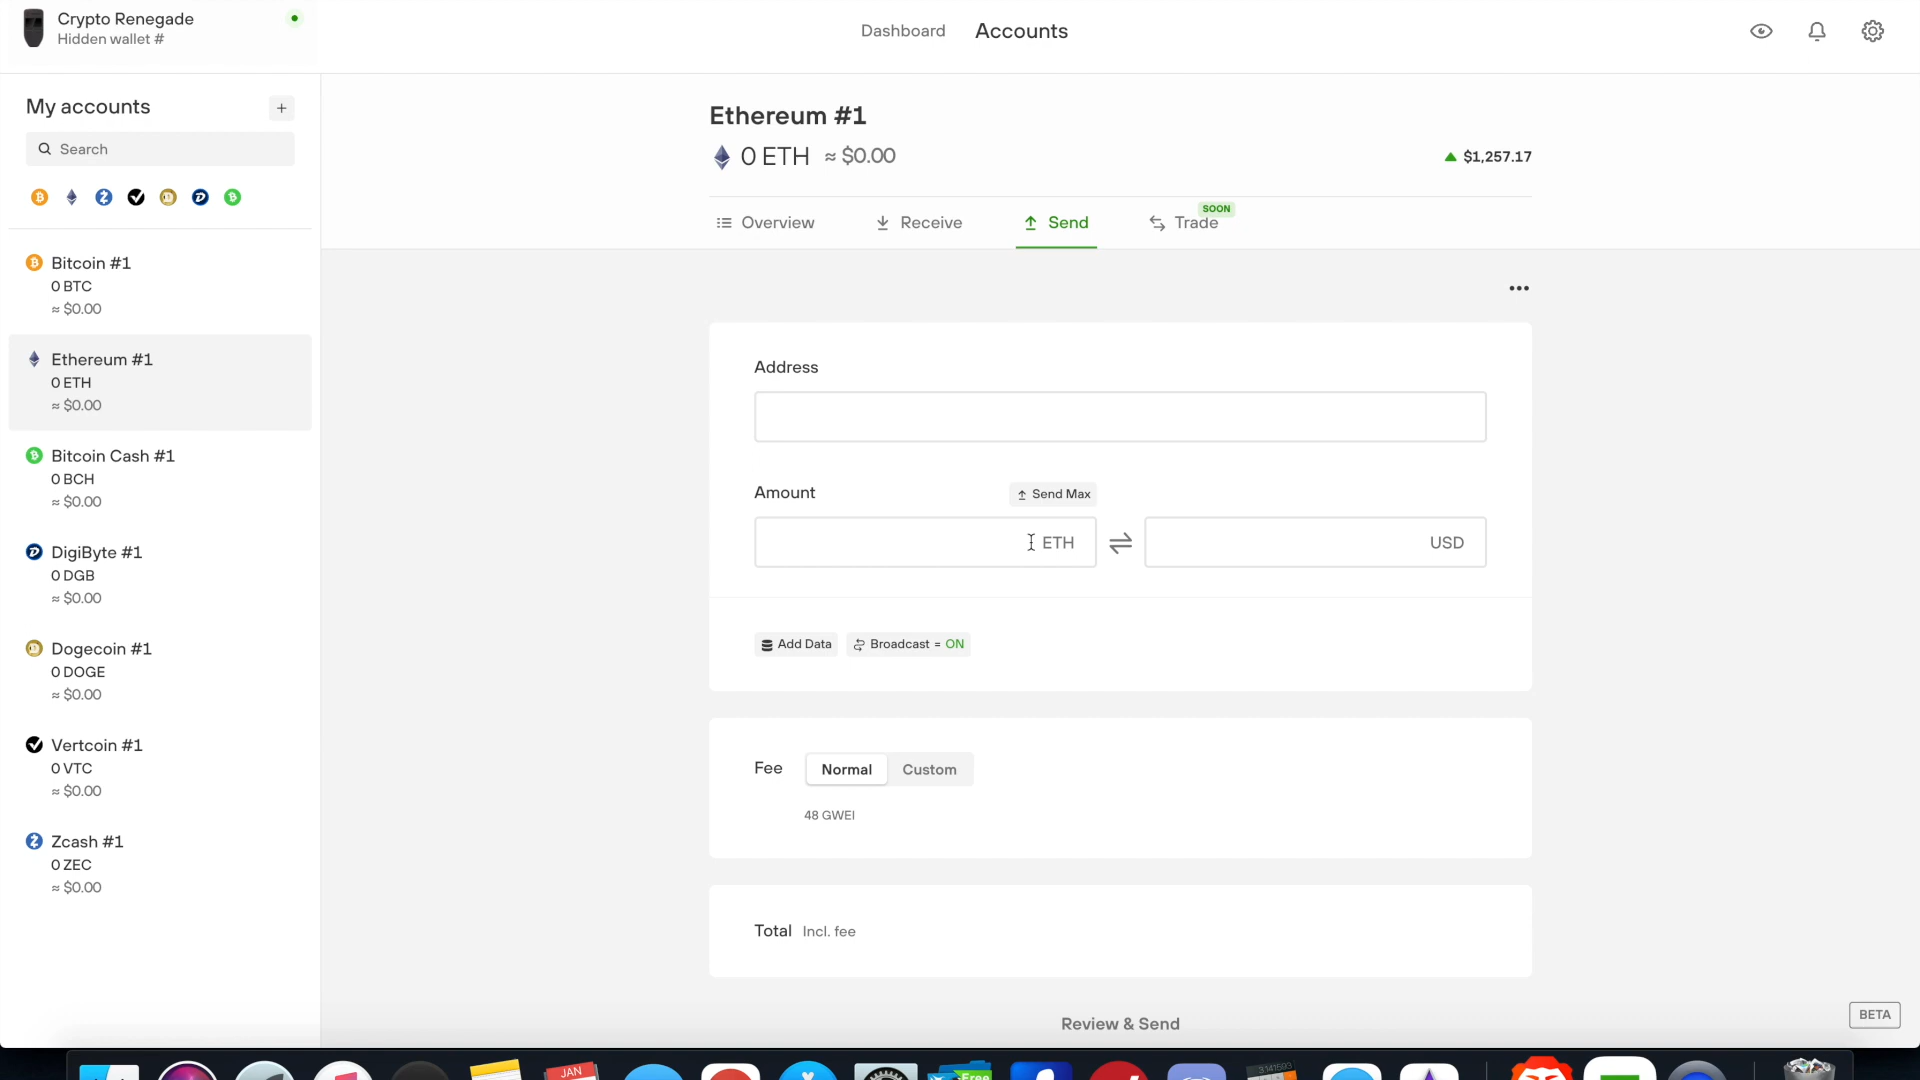 Crypto Renegade
Hidden wallet #
Dashboard
Accounts
My accounts
+
Search
Bitcoin #1
0 BTC
≈ $0.00
Ethereum #1
0 ETH
≈ $0.00
Bitcoin Cash #1
0 BCH
≈ $0.00
DigiByte #1
0 DGB
≈ $0.00
Dogecoin #1
0 DOGE
≈ $0.00
Vertcoin #1
0 VTC
≈ $0.00
Zcash #1
0 ZEC
≈ $0.00
Ethereum #1
0 ETH ≈ $0.00
$1,257.17
Overview
Receive
Send
Trade
SOON
Address
Amount
Send Max
ETH
USD
Add Data
Broadcast = ON
Fee
Normal
Custom
48 GWEI
Total Incl. fee
Review & Send
BETA
JAN
Free
3141593